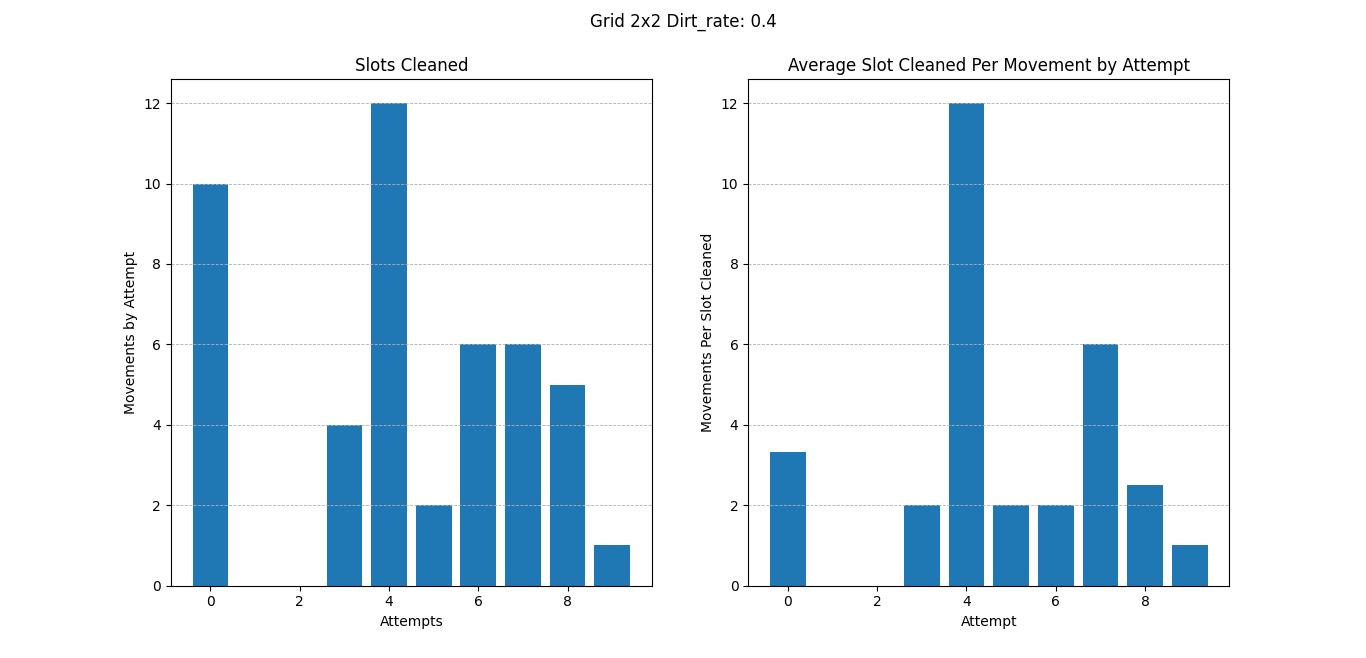 Grid 2x2 Dirt_rate: 0.4
Slots Cleaned
Movements by Attempt
12
10
8
6
4
2
0
0 2 4 6 8
Attempts
Average Slot Cleaned Per Movement by Attempt
Movements Per Slot Cleaned
12
10
8
6
4
2
0
0 2 4 6 8
Attempt